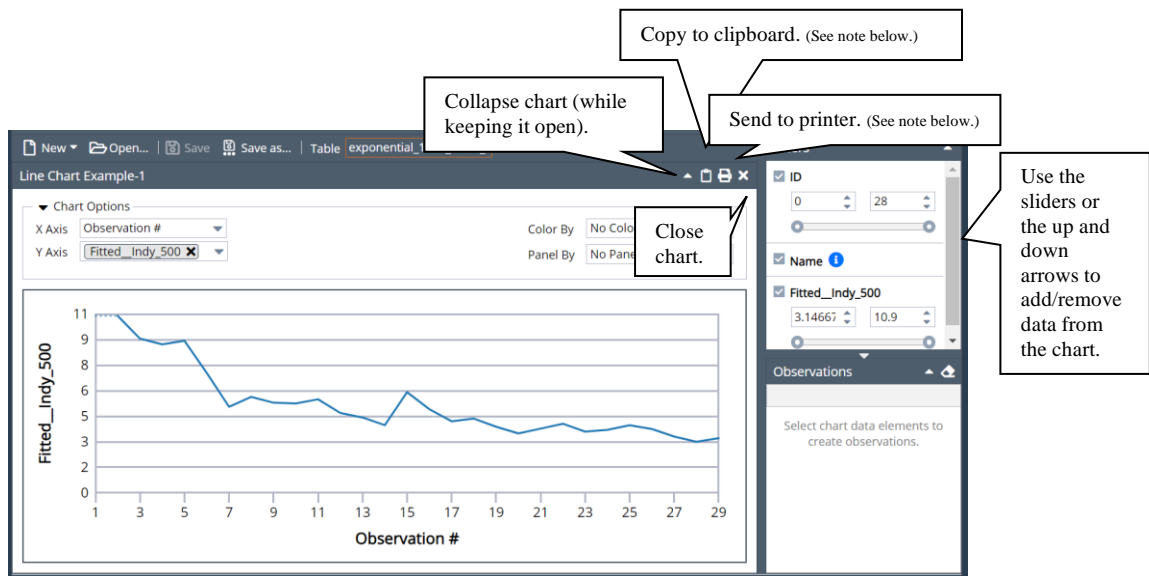 Copy to clipboard. (See note below.)
Collapse chart (while
keeping it open).
Send to printer. (See note below.)
New Open... Save Save as... Table exponential_
Line Chart Example-1
Chart Options
X Axis Observation #
Y Axis Fitted__Indy_500
Color By No Colo
Panel By No Pane
Close
chart.
ID
0 28
Name
Fitted__Indy_500
3.14667 10.9
Use the
sliders or
the up and
down
arrows to
add/remove
data from
the chart.
Observations
Select chart data elements to
create observations.
Fitted__Indy_500
11
9
8
6
5
3
2
0
1 3 5 7 9 11 13 15 17 19 21 23 25 27 29
Observation #